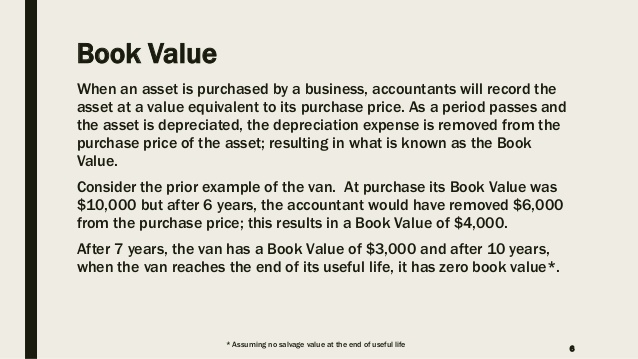 Book Value
When an asset is purchased by a business, accountants will record the
asset at a value equivalent to its purchase price. As a period passes and
the asset is depreciated, the depreciation expense is removed from the
purchase price of the asset; resulting in what is known as the Book
Value.
Consider the prior example of the van.  At purchase its Book Value was
$10,000 but after 6 years, the accountant would have removed $6,000
from the purchase price; this results in a Book Value of $4,000.
After 7 years, the van has a Book Value of $3,000 and after 10 years,
when the van reaches the end of its useful life, it has zero book value*.
* Assuming no salvage value at the end of useful life
6